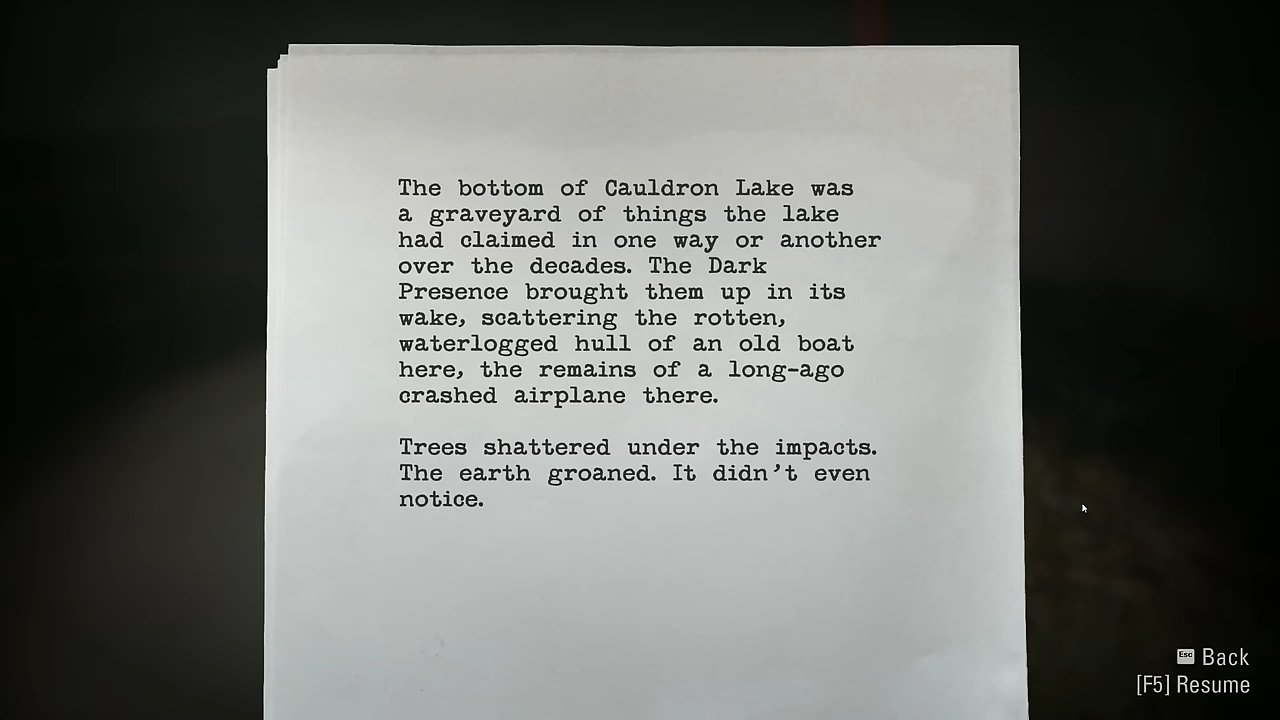 The bottom of Cauldron Lake was
a graveyard of things the lake
had claimed in one way or another
over the decades. The Dark
Presence brought them up in its
wake, scattering the rotten,
waterlogged hull of an old boat
here, the remains of a long-ago
crashed airplane there.
Trees shattered under the impacts.
The earth groaned. It didn't even
notice.
Esc Back
[F5] Resume